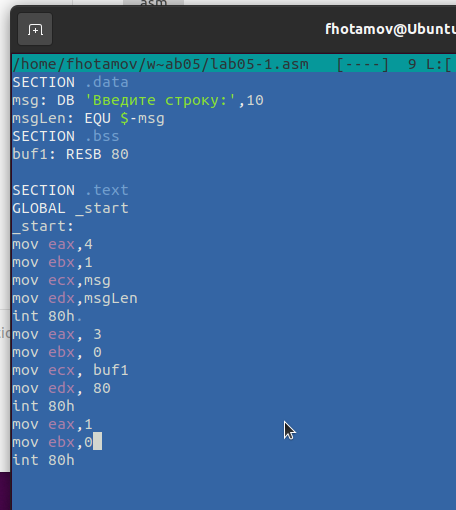 asm
fhotamov@Ubuntu
/home/fhotamov/w~ab05/lab05-1.asm [----] 9 L:[
SECTION .data
msg: DB 'Введите строку:',10
msgLen: EQU $-msg
SECTION .bss
buf1: RESB 80
SECTION .text
GLOBAL _start
_start:
mov eax,4
mov ebx,1
mov ecx,msg
mov edx,msgLen
int 80h.
mov eax, 3
mov ebx, 0
mov ecx, buf1
mov edx, 80
int 80h
mov eax,1
mov ebx,0
int 80h